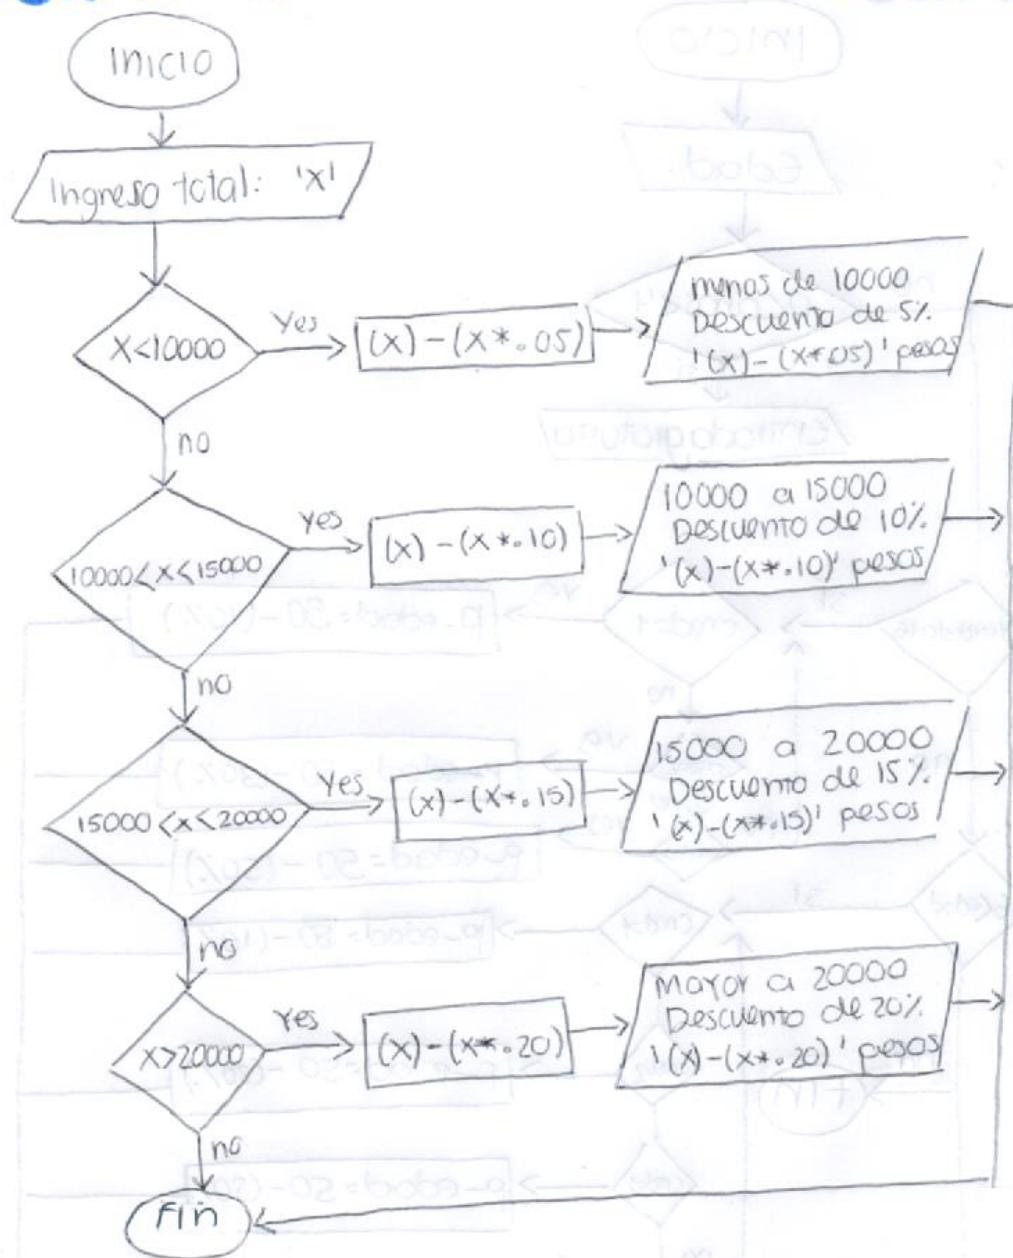 Inicio
Ingreso total: 'X'
X<10000
Yes
(X)-(X*.05)
menos de 10000
Descuento de 5%
'(X)-(X*.05)' pesos
no
10000<X<15000
Yes
(X)-(X*.10)
10000 a 15000
Descuento de 10%
'(X)-(X*.10)' pesos
no
15000<X<20000
Yes
(X)-(X*.15)
15000 a 20000
Descuento de 15%
'(X)-(X*.15)' pesos
no
X>20000
Yes
(X)-(X*.20)
Mayor a 20000
Descuento de 20%
'(X)-(X*.20)' pesos
no
Fin